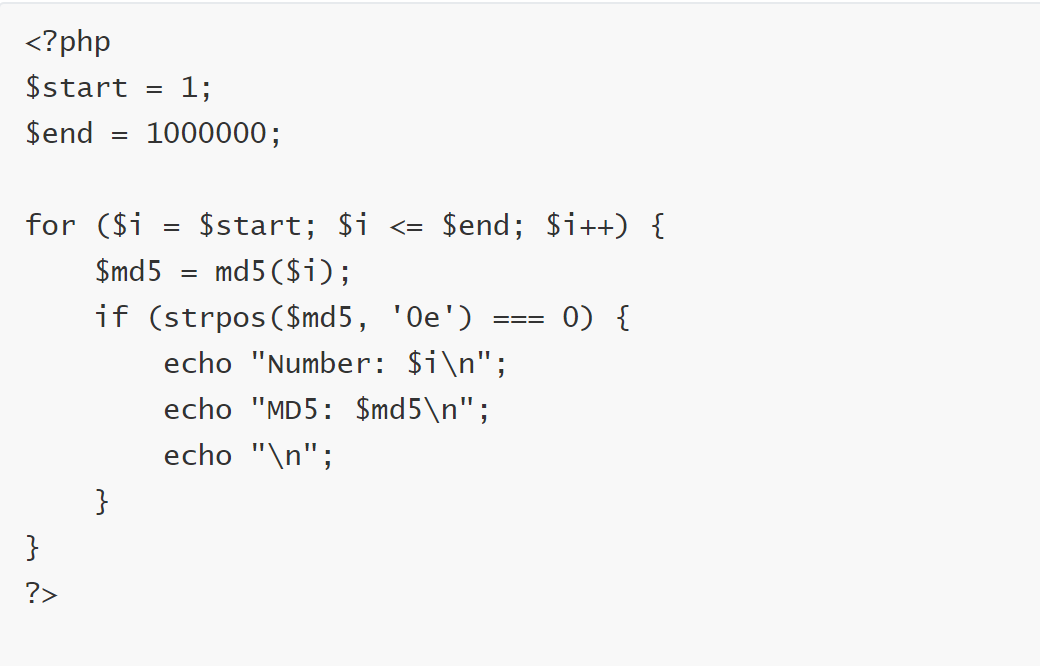 <?php
$start = 1;
$end = 1000000;

for ($i = $start; $i <= $end; $i++) {
    $md5 = md5($i);
    if (strpos($md5, '0e') === 0) {
        echo "Number: $i\n";
        echo "MD5: $md5\n";
        echo "\n";
    }
}
?>